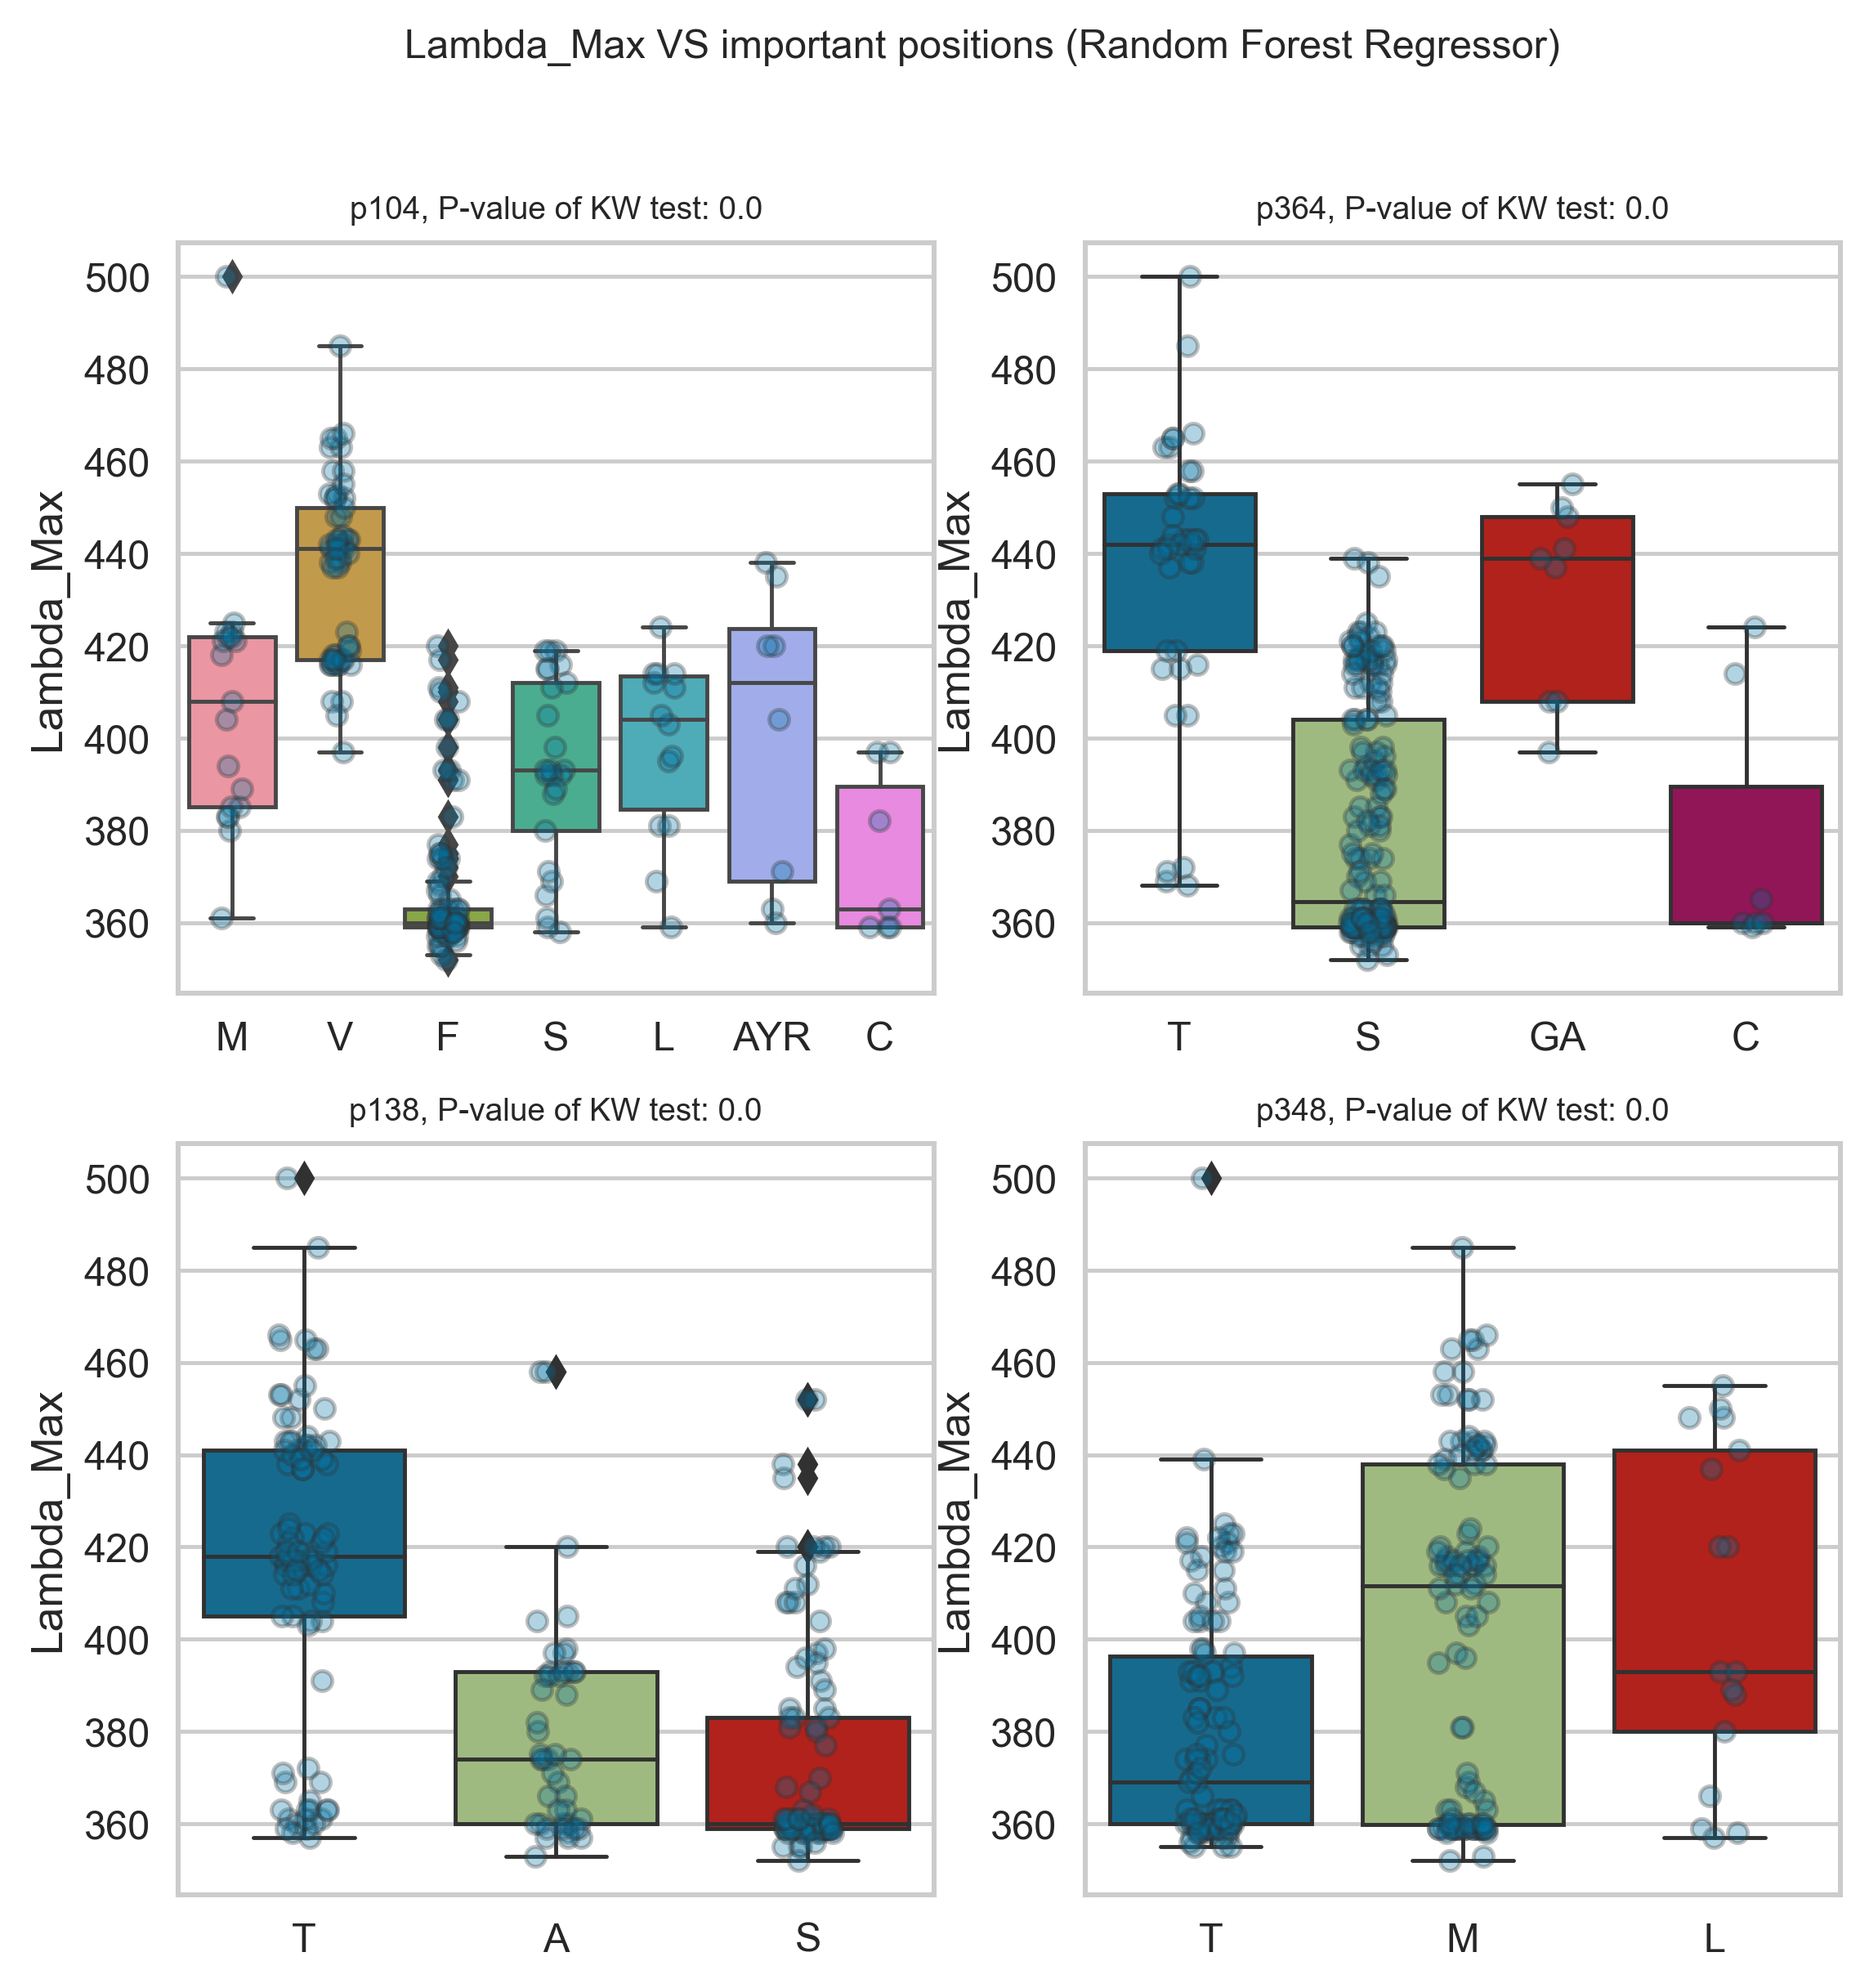 Lambda_Max VS important positions (Random Forest Regressor)
p104, P-value of KW test: 0.0
500
480
460
440
420
400
380
360
Lambda_Max
M V F S L AYR C
p364, P-value of KW test: 0.0
500
480
460
440
420
400
380
360
Lambda_Max
T S GA C
p138, P-value of KW test: 0.0
500
480
460
440
420
400
380
360
Lambda_Max
T A S
p348, P-value of KW test: 0.0
500
480
460
440
420
400
380
360
Lambda_Max
T M L